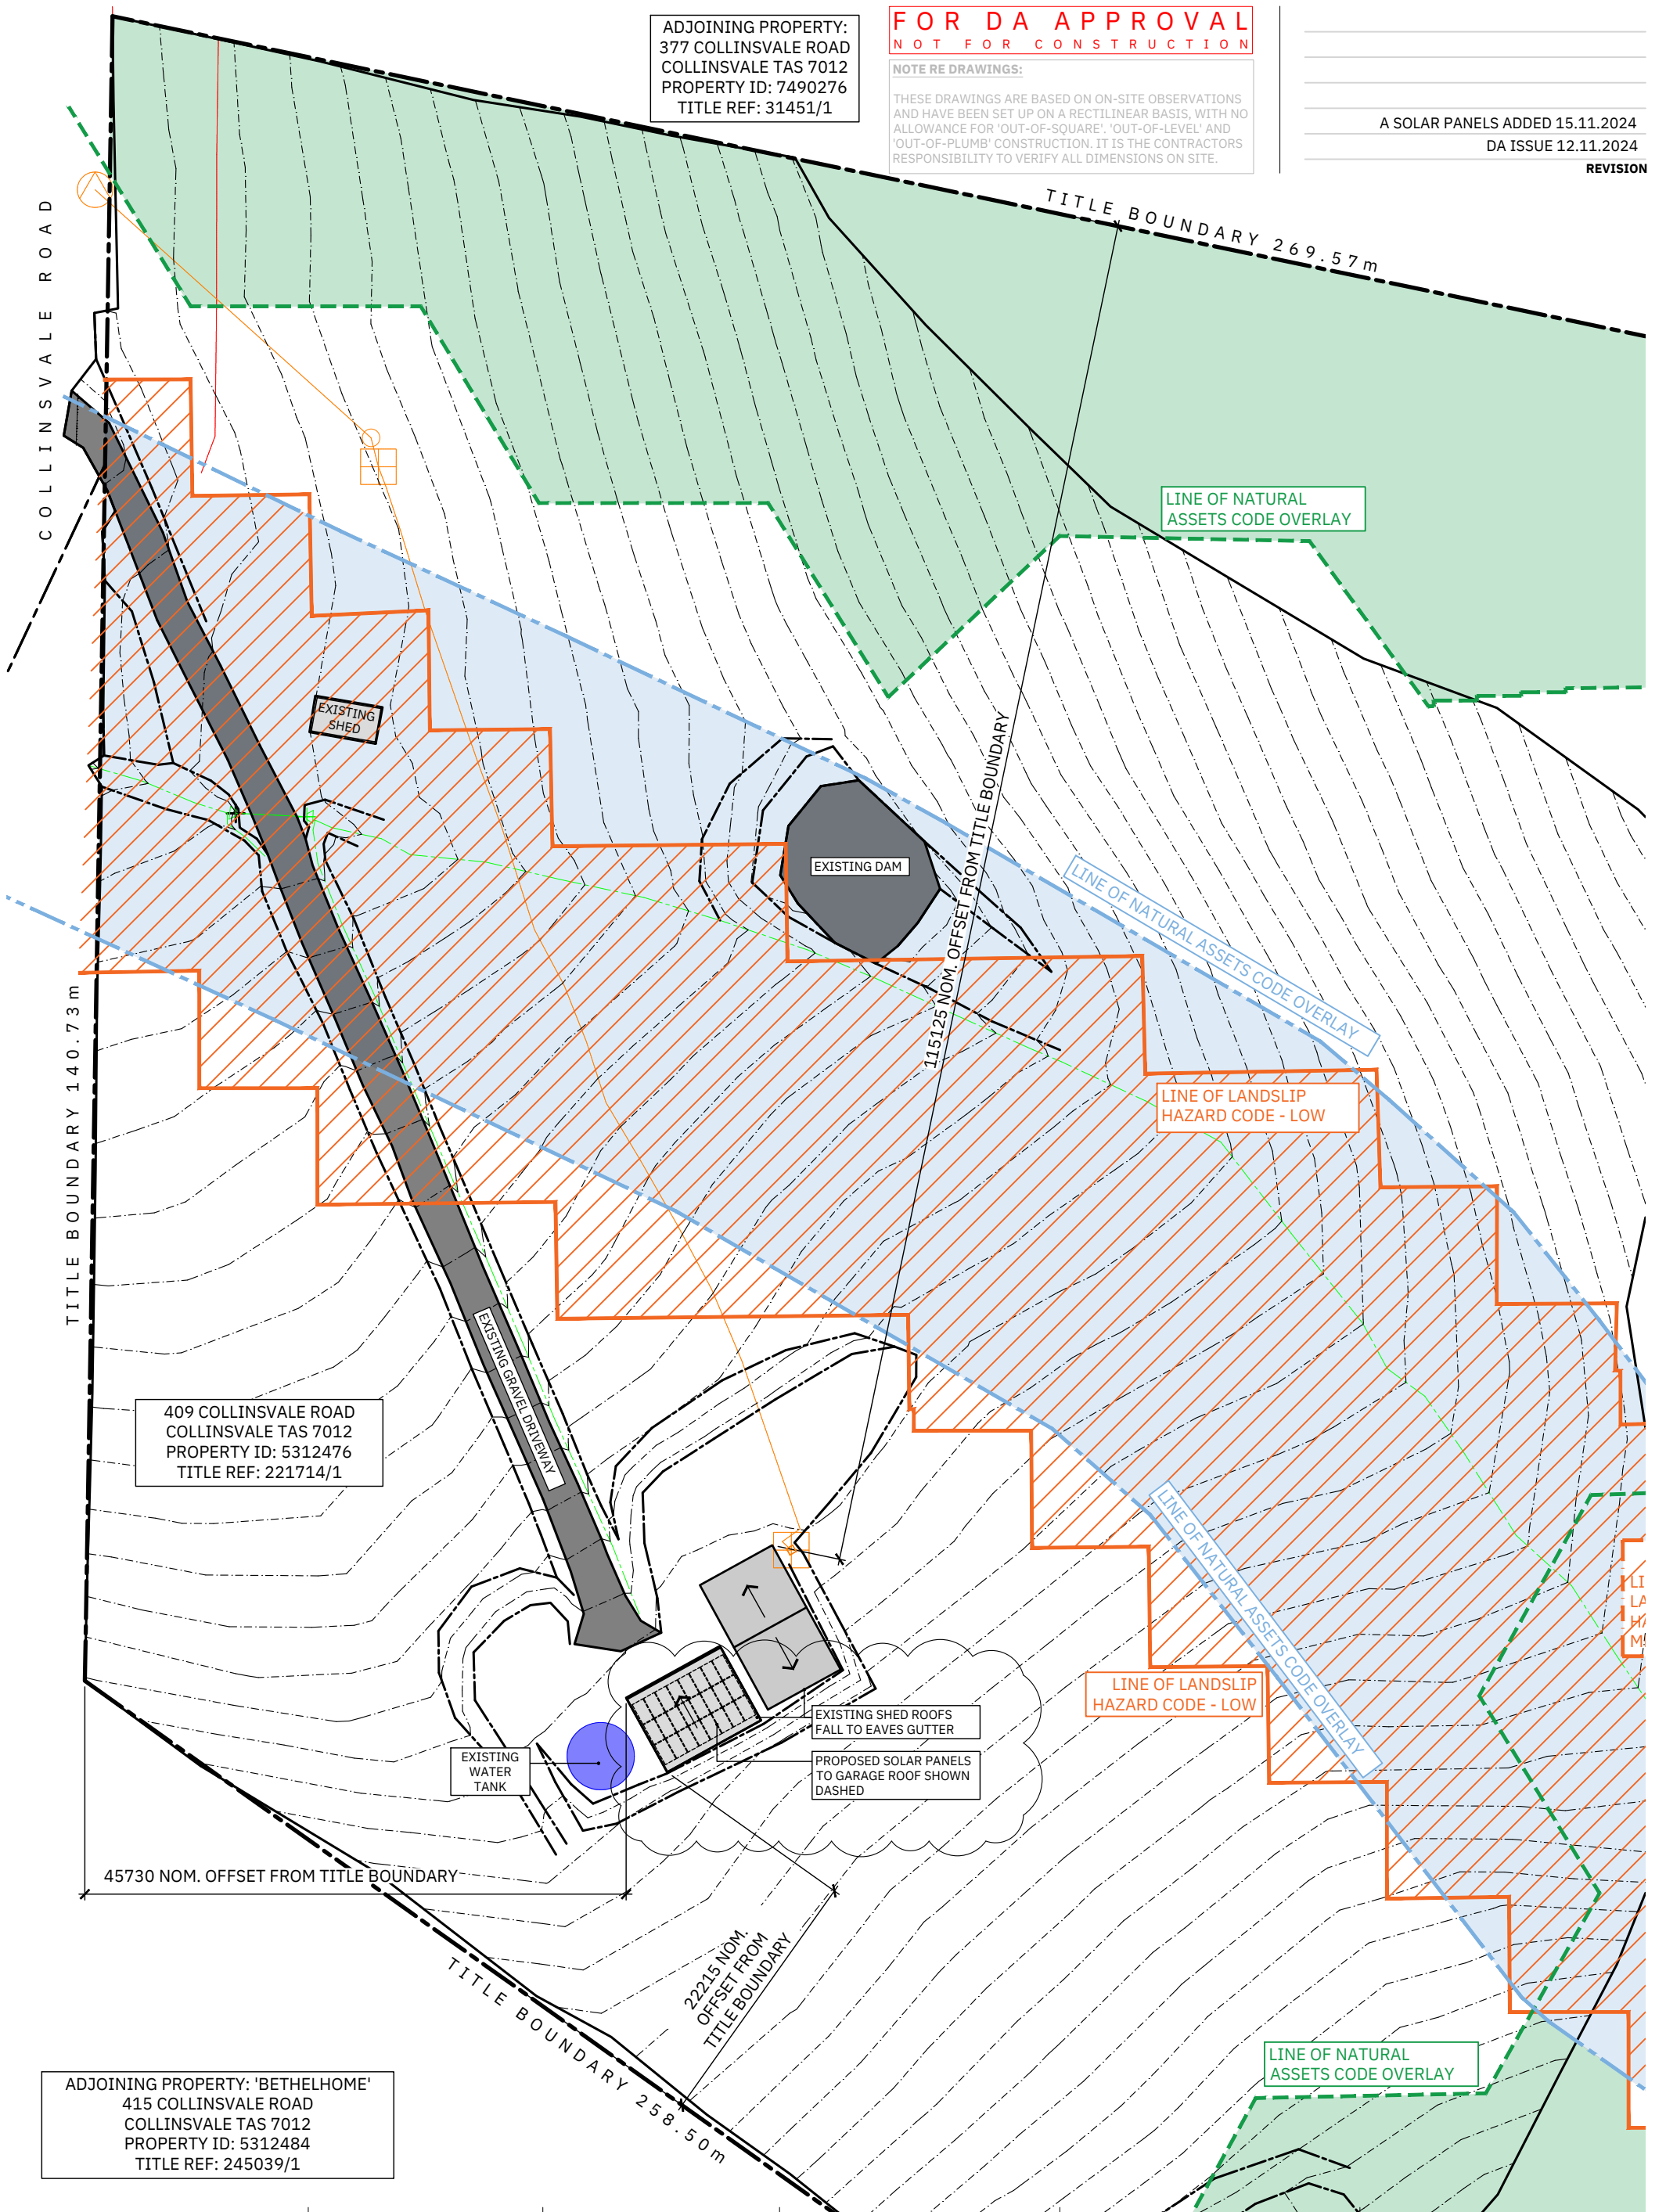 ADJOINING PROPERTY:
377 COLLINSVALE ROAD
COLLINSVALE TAS 7012
PROPERTY ID: 7490276
TITLE REF: 31451/1
FOR DA APPROVAL
NOT FOR CONSTRUCTION
NOTE RE DRAWINGS:
THESE DRAWINGS ARE BASED ON ON-SITE OBSERVATIONS
AND HAVE BEEN SET UP ON A RECTILINEAR BASIS, WITH NO
ALLOWANCE FOR 'OUT-OF-SQUARE'. 'OUT-OF-LEVEL' AND
'OUT-OF-PLUMB' CONSTRUCTION. IT IS THE CONTRACTORS
RESPONSIBILITY TO VERIFY ALL DIMENSIONS ON SITE.
A SOLAR PANELS ADDED 15.11.2024
DA ISSUE 12.11.2024
REVISION
TITLE BOUNDARY 269.57m
COLLINSVALE ROAD
LINE OF NATURAL
ASSETS CODE OVERLAY
EXISTING
SHED
EXISTING DAM
115125 NOM. OFFSET FROM TITLE BOUNDARY
LINE OF NATURAL ASSETS CODE OVERLAY
TITLE BOUNDARY 140.73m
LINE OF LANDSLIP
HAZARD CODE - LOW
EXISTING GRAVEL DRIVEWAY
409 COLLINSVALE ROAD
COLLINSVALE TAS 7012
PROPERTY ID: 5312476
TITLE REF: 221714/1
LINE OF NATURAL ASSETS CODE OVERLAY
LI
LA
HA
M
LINE OF LANDSLIP
HAZARD CODE - LOW
EXISTING SHED ROOFS
FALL TO EAVES GUTTER
EXISTING
WATER
TANK
PROPOSED SOLAR PANELS
TO GARAGE ROOF SHOWN
DASHED
45730 NOM. OFFSET FROM TITLE BOUNDARY
22215 NOM.
OFFSET FROM
TITLE BOUNDARY
TITLE BOUNDARY 258.50m
LINE OF NATURAL
ASSETS CODE OVERLAY
ADJOINING PROPERTY: 'BETHELHOME'
415 COLLINSVALE ROAD
COLLINSVALE TAS 7012
PROPERTY ID: 5312484
TITLE REF: 245039/1